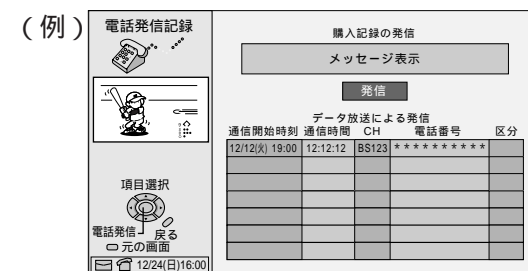 (例)
電話発信記録
項目選択
電話発信
戻る
元の画面
12/24(日)16:00
購入記録の発信
メッセージ表示
発信
データ放送による発信
通信開始時刻 通信時間 CH 電話番号 区分
12/12(火) 19:00 12:12:12 BS123 **********